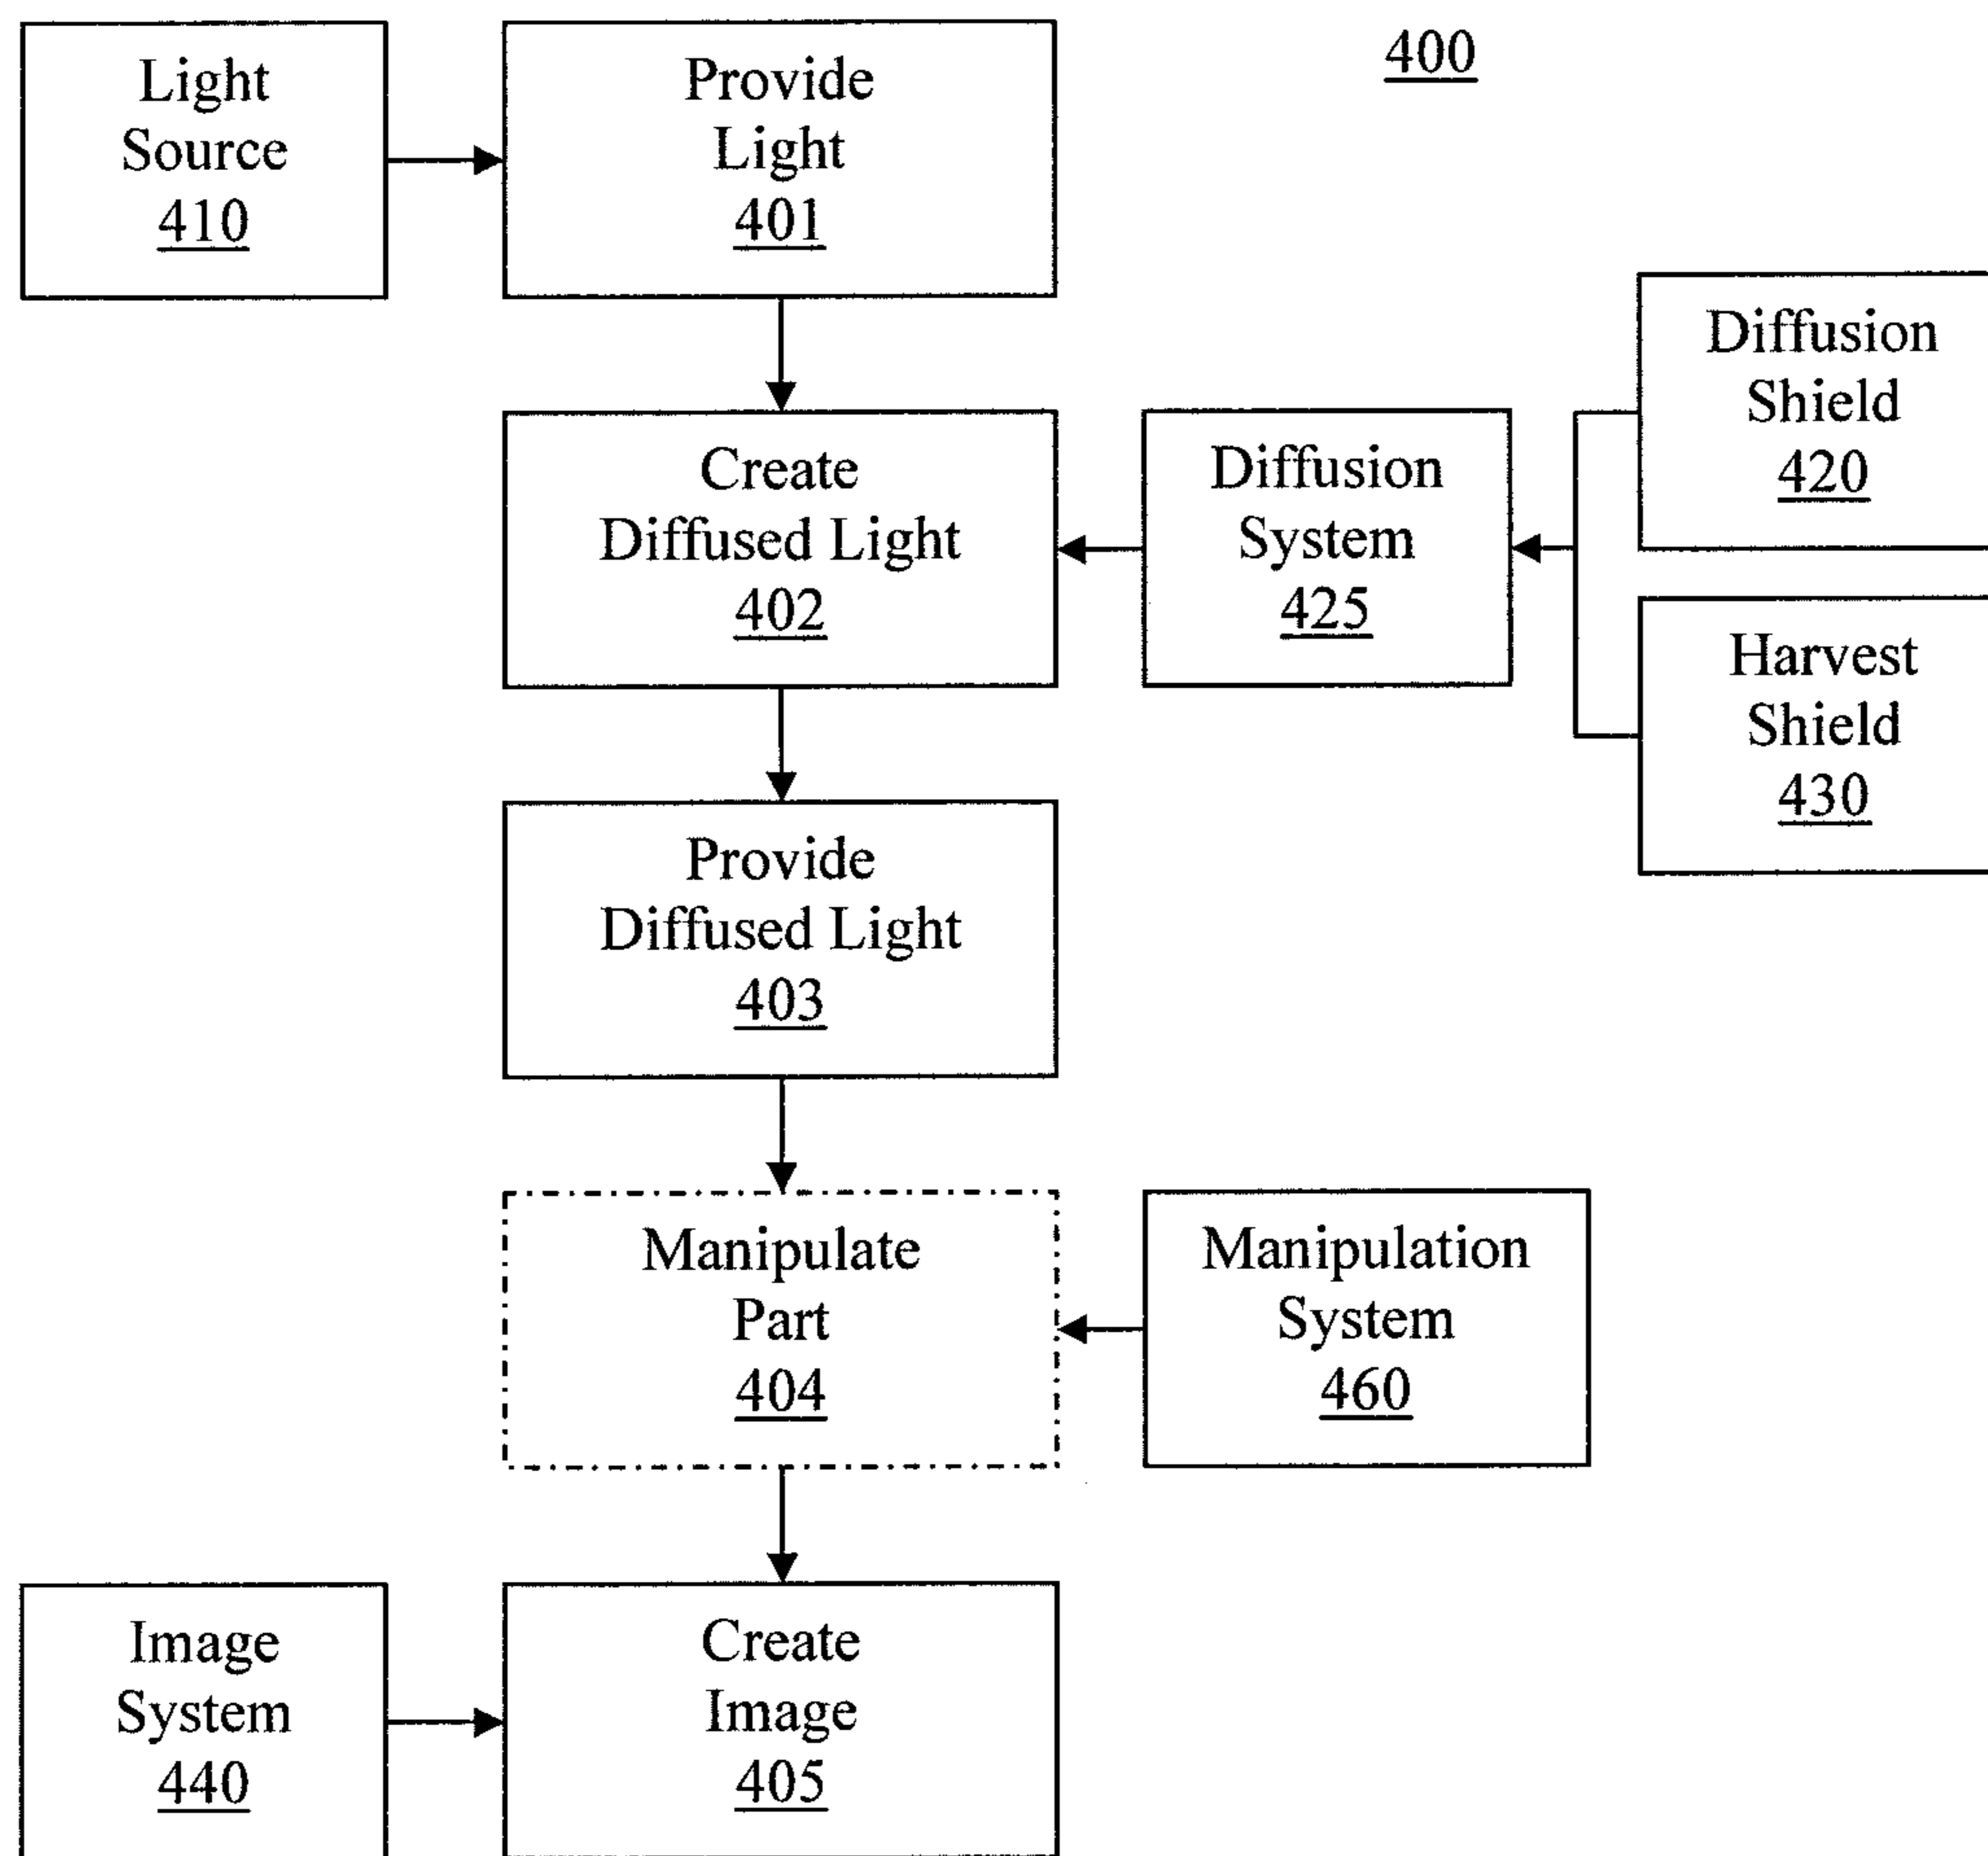 Light
Source
410
Provide
Light
401
400
Diffusion
Shield
420
Create
Diffused Light
402
Diffusion
System
425
Harvest
Shield
430
Provide
Diffused Light
403
Manipulate
Part
404
Manipulation
System
460
Image
System
440
Create
Image
405